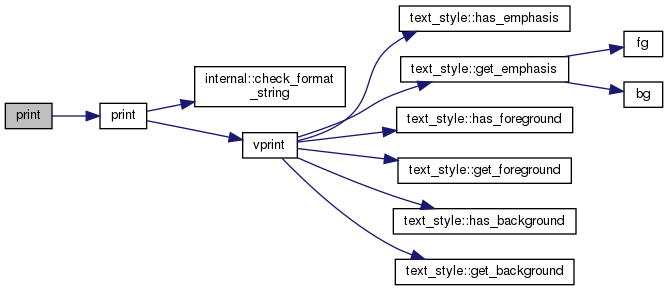 print
print
internal::check_format
_string
vprint
text_style::has_emphasis
text_style::get_emphasis
fg
bg
text_style::has_foreground
text_style::get_foreground
text_style::has_background
text_style::get_background